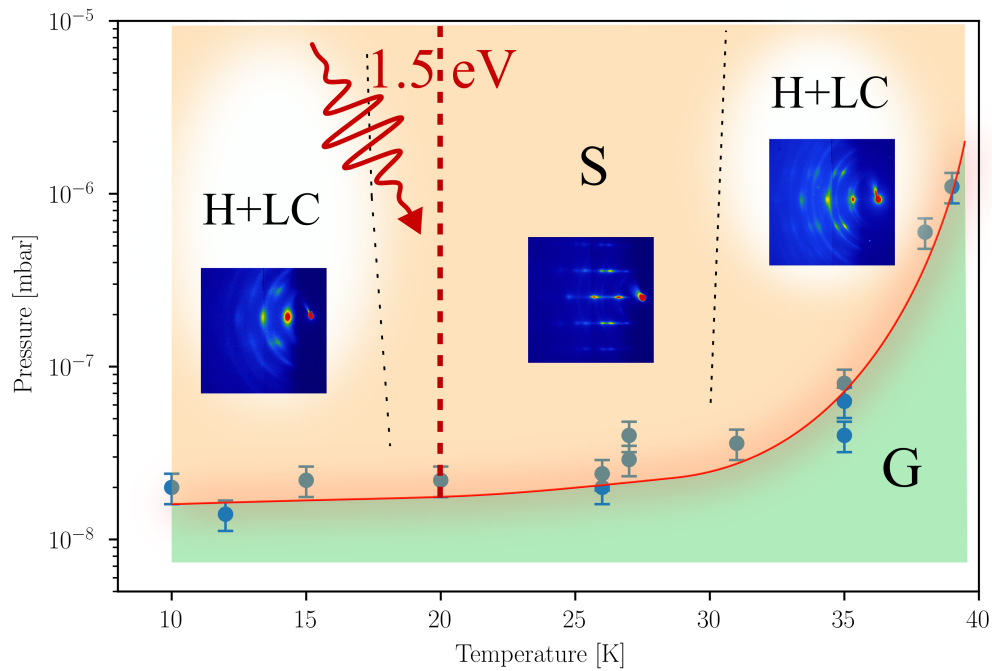 10⁻⁵
10⁻⁶
10⁻⁷
10⁻⁸
Pressure [mbar]
1.5 eV
H+LC
S
H+LC
G
10
15
20
25
30
35
40
Temperature [K]